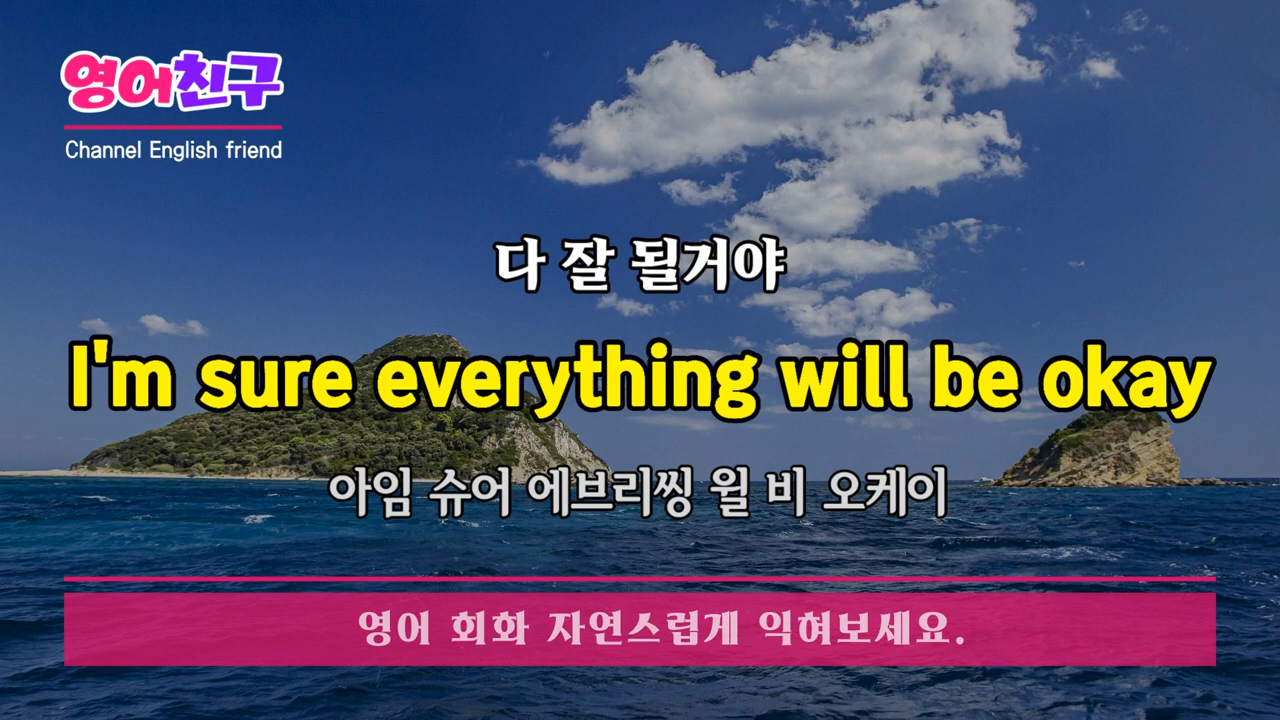 영어친구
Channel English friend
다 잘 될거야
I'm sure everything will be okay
아임 슈어 에브리씽 윌 비 오케이
영어 회화 자연스럽게 익혀보세요.